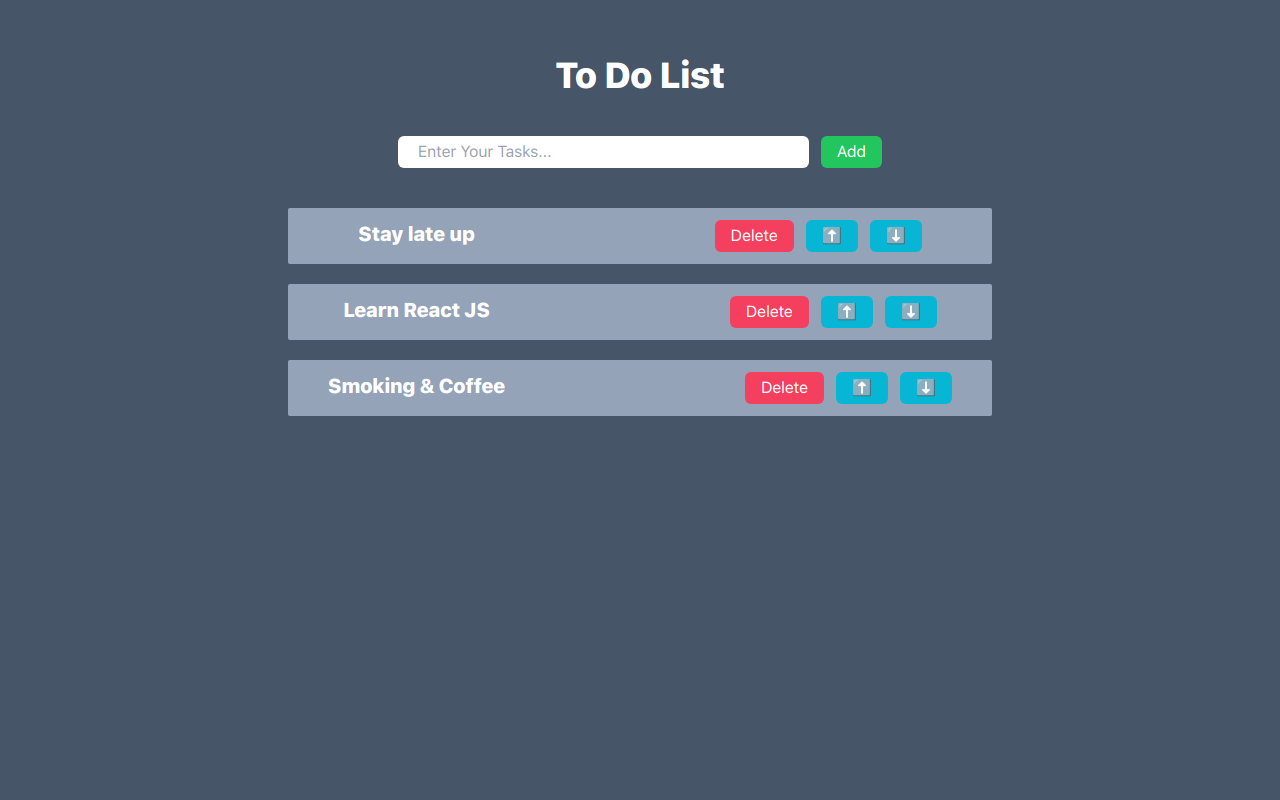 To Do List
Enter Your Tasks...
Add
Stay late up
Delete ⬆️ ⬇️
Learn React JS
Delete ⬆️ ⬇️
Smoking & Coffee
Delete ⬆️ ⬇️